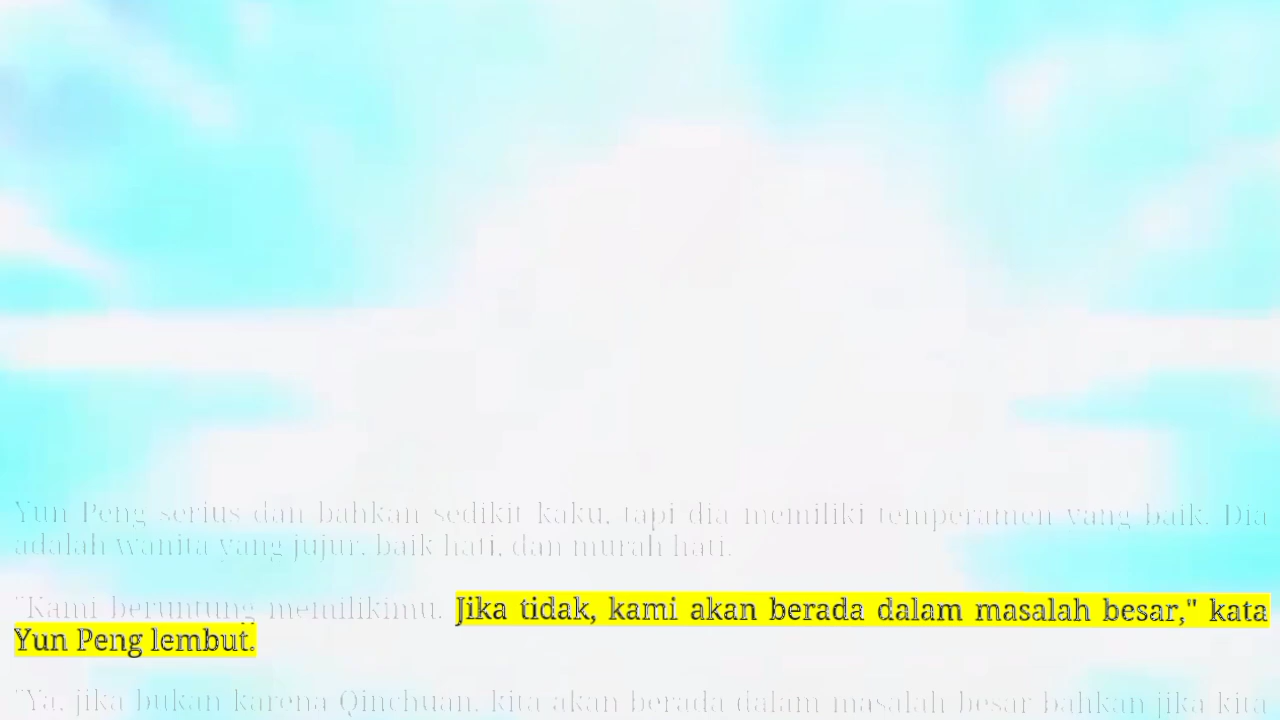 Yun Peng serius dan bahkan sedikit kaku, tapi dia memiliki temperamen yang baik. Dia
adalah wanita yang jujur, baik hati, dan murah hati.
"Kami beruntung memilikimu. Jika tidak, kami akan berada dalam masalah besar," kata
Yun Peng lembut.
"Ya, jika bukan karena Qinchuan, kita akan berada dalam masalah besar bahkan jika kita